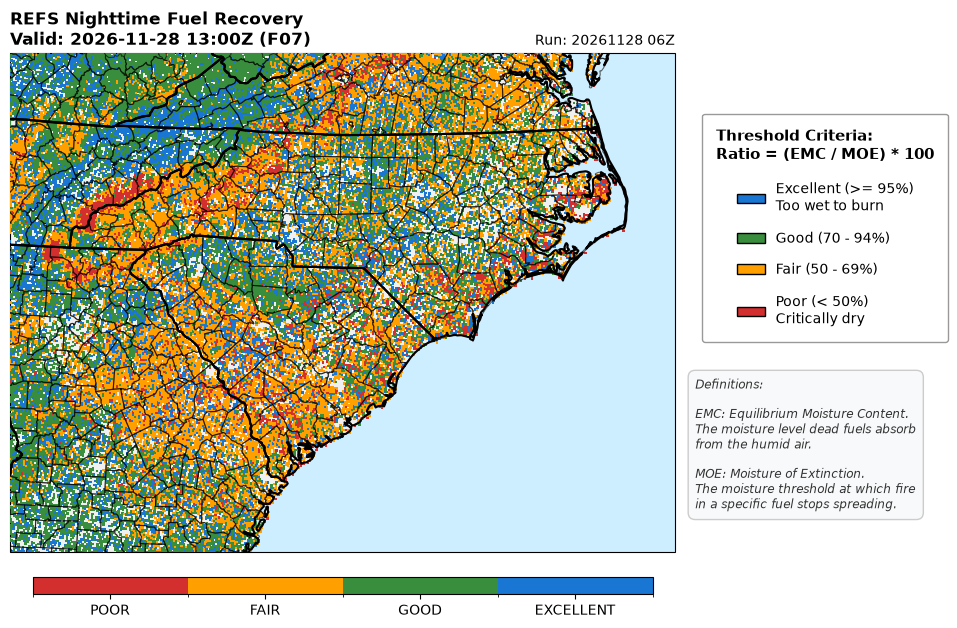 REFS Nighttime Fuel Recovery
Valid: 2026-11-28 13:00Z (F07)
Run: 20261128 06Z
Threshold Criteria:
Ratio = (EMC / MOE) * 100
Excellent (>= 95%)
Too wet to burn
Good (70 - 94%)
Fair (50 - 69%)
Poor (< 50%)
Critically dry
Definitions:
EMC: Equilibrium Moisture Content.
The moisture level dead fuels absorb
from the humid air.
MOE: Moisture of Extinction.
The moisture threshold at which fire
in a specific fuel stops spreading.
POOR FAIR GOOD EXCELLENT